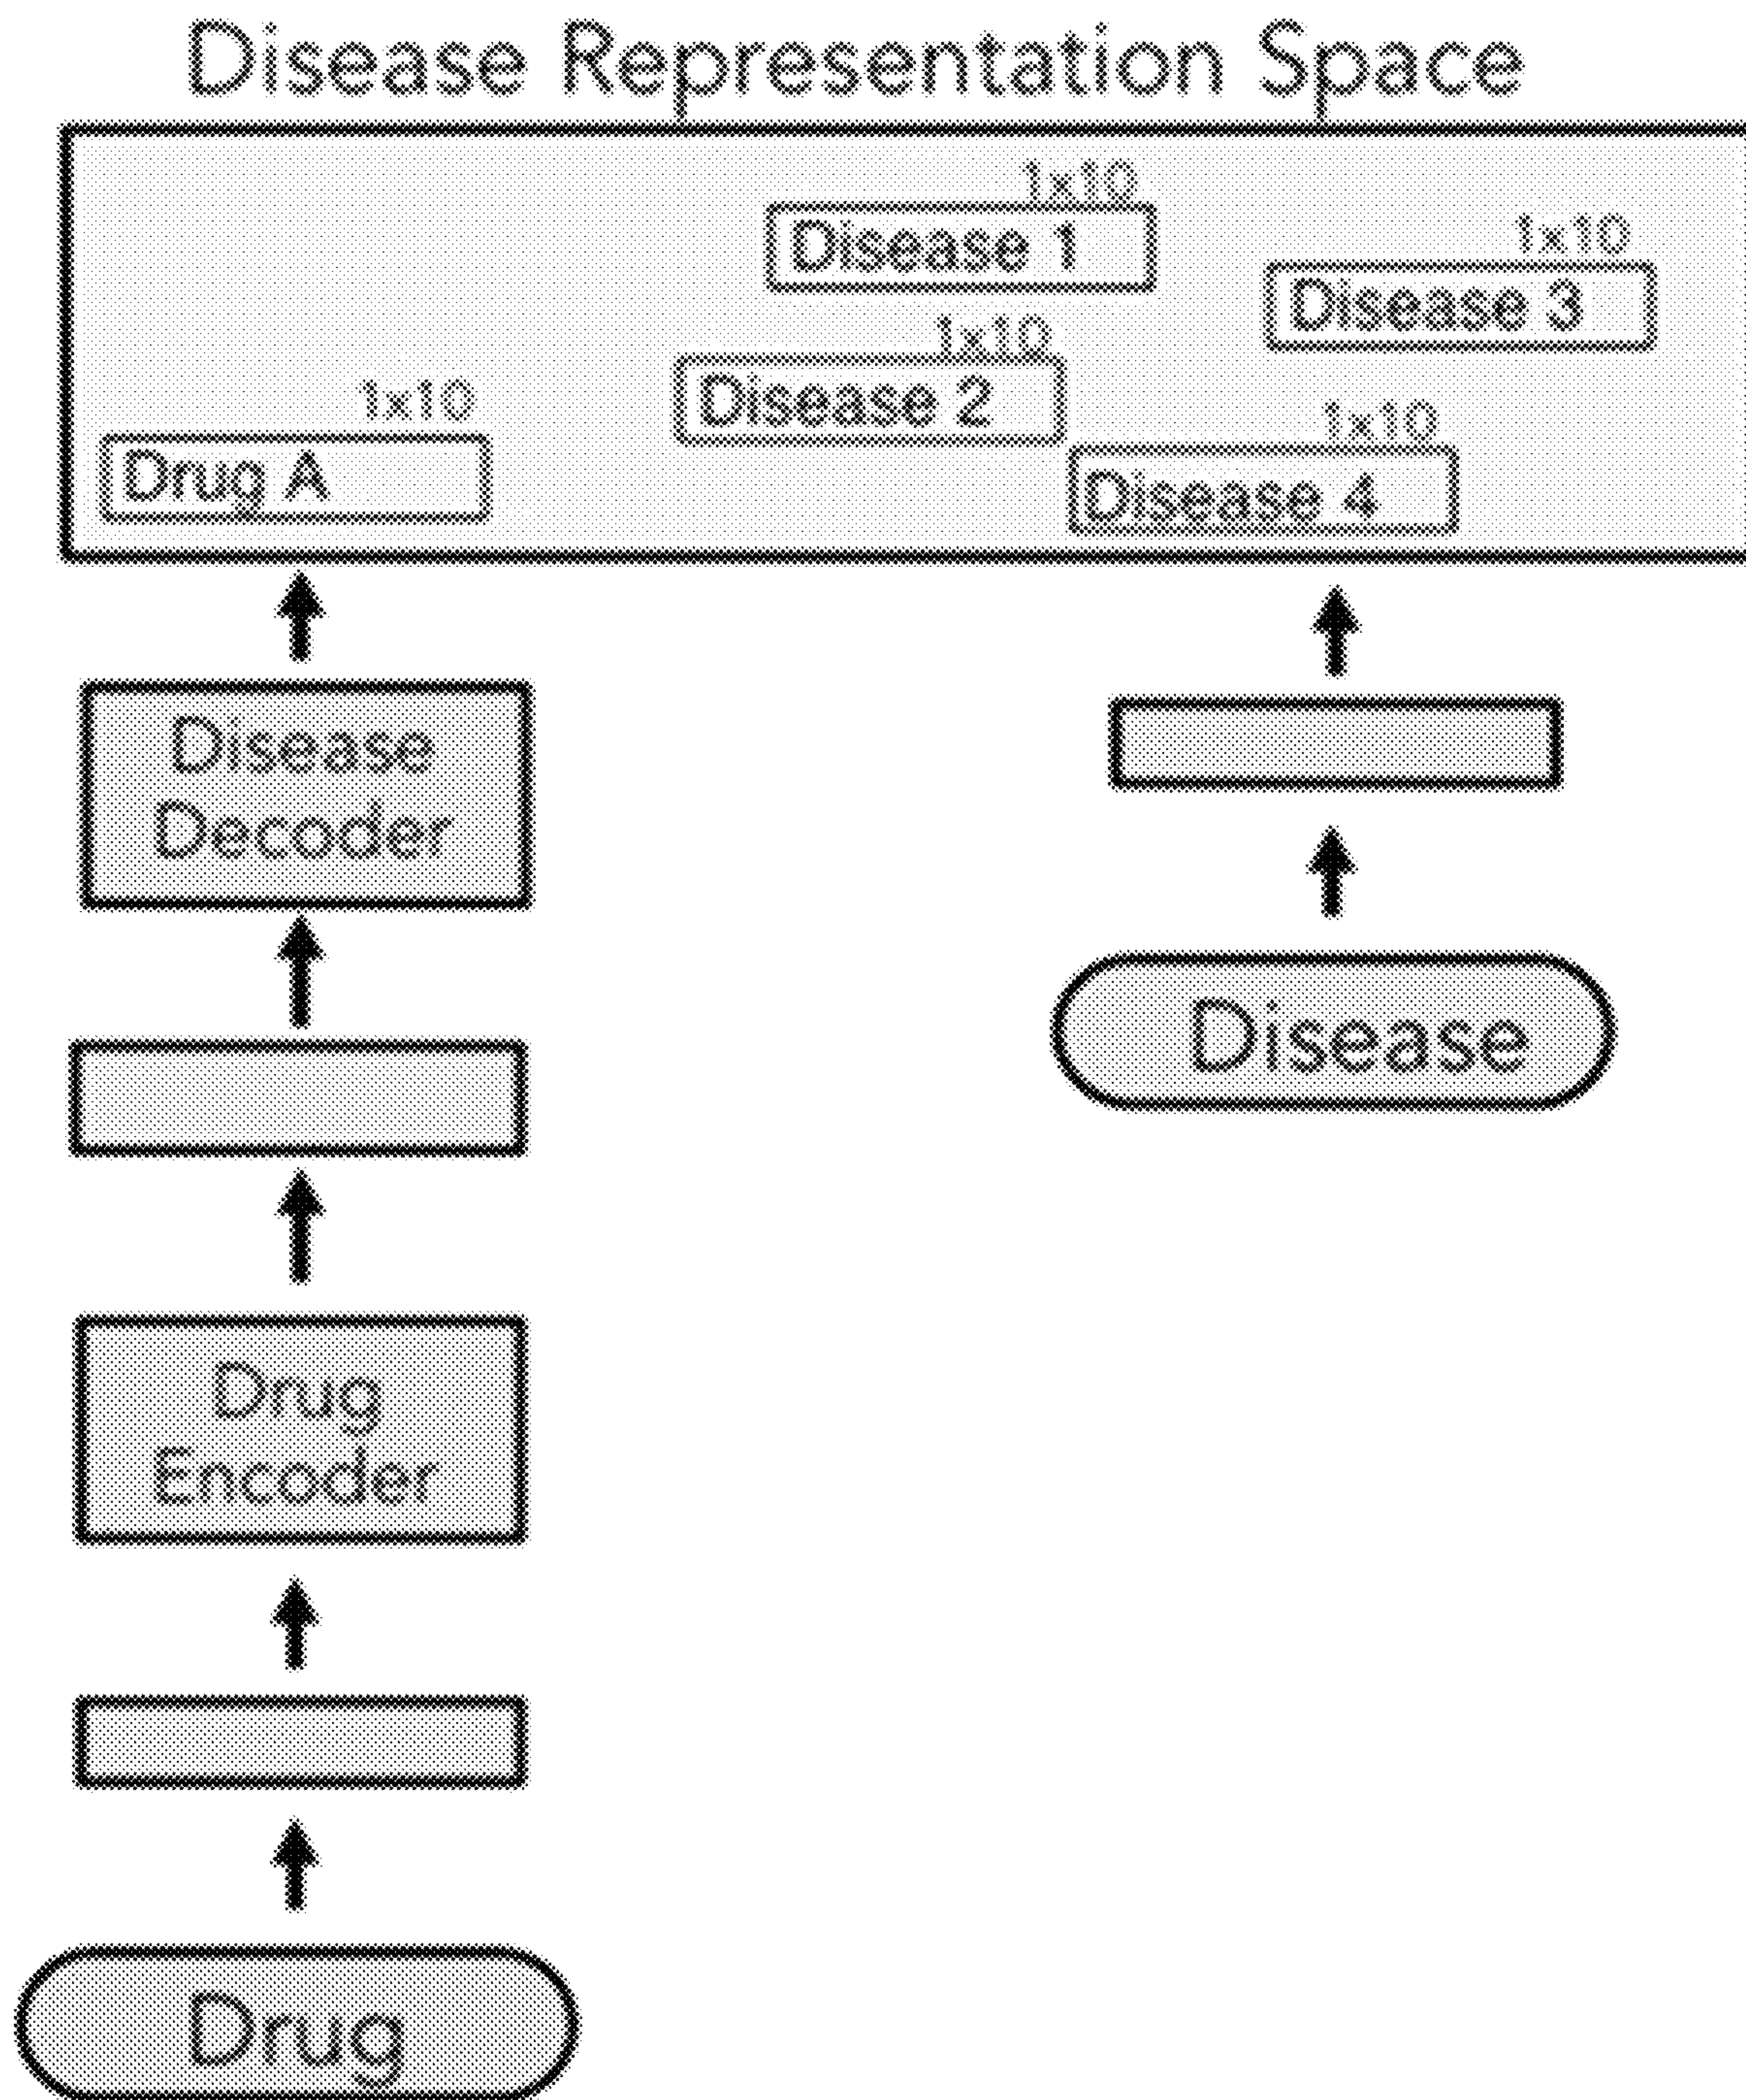 Disease Representation Space
1x10
Disease 1
1x10
Disease 3
1x10
Disease 2
1x10
Drug A
1x10
Disease 4
Disease
Decoder
Disease
Drug
Encoder
Drug